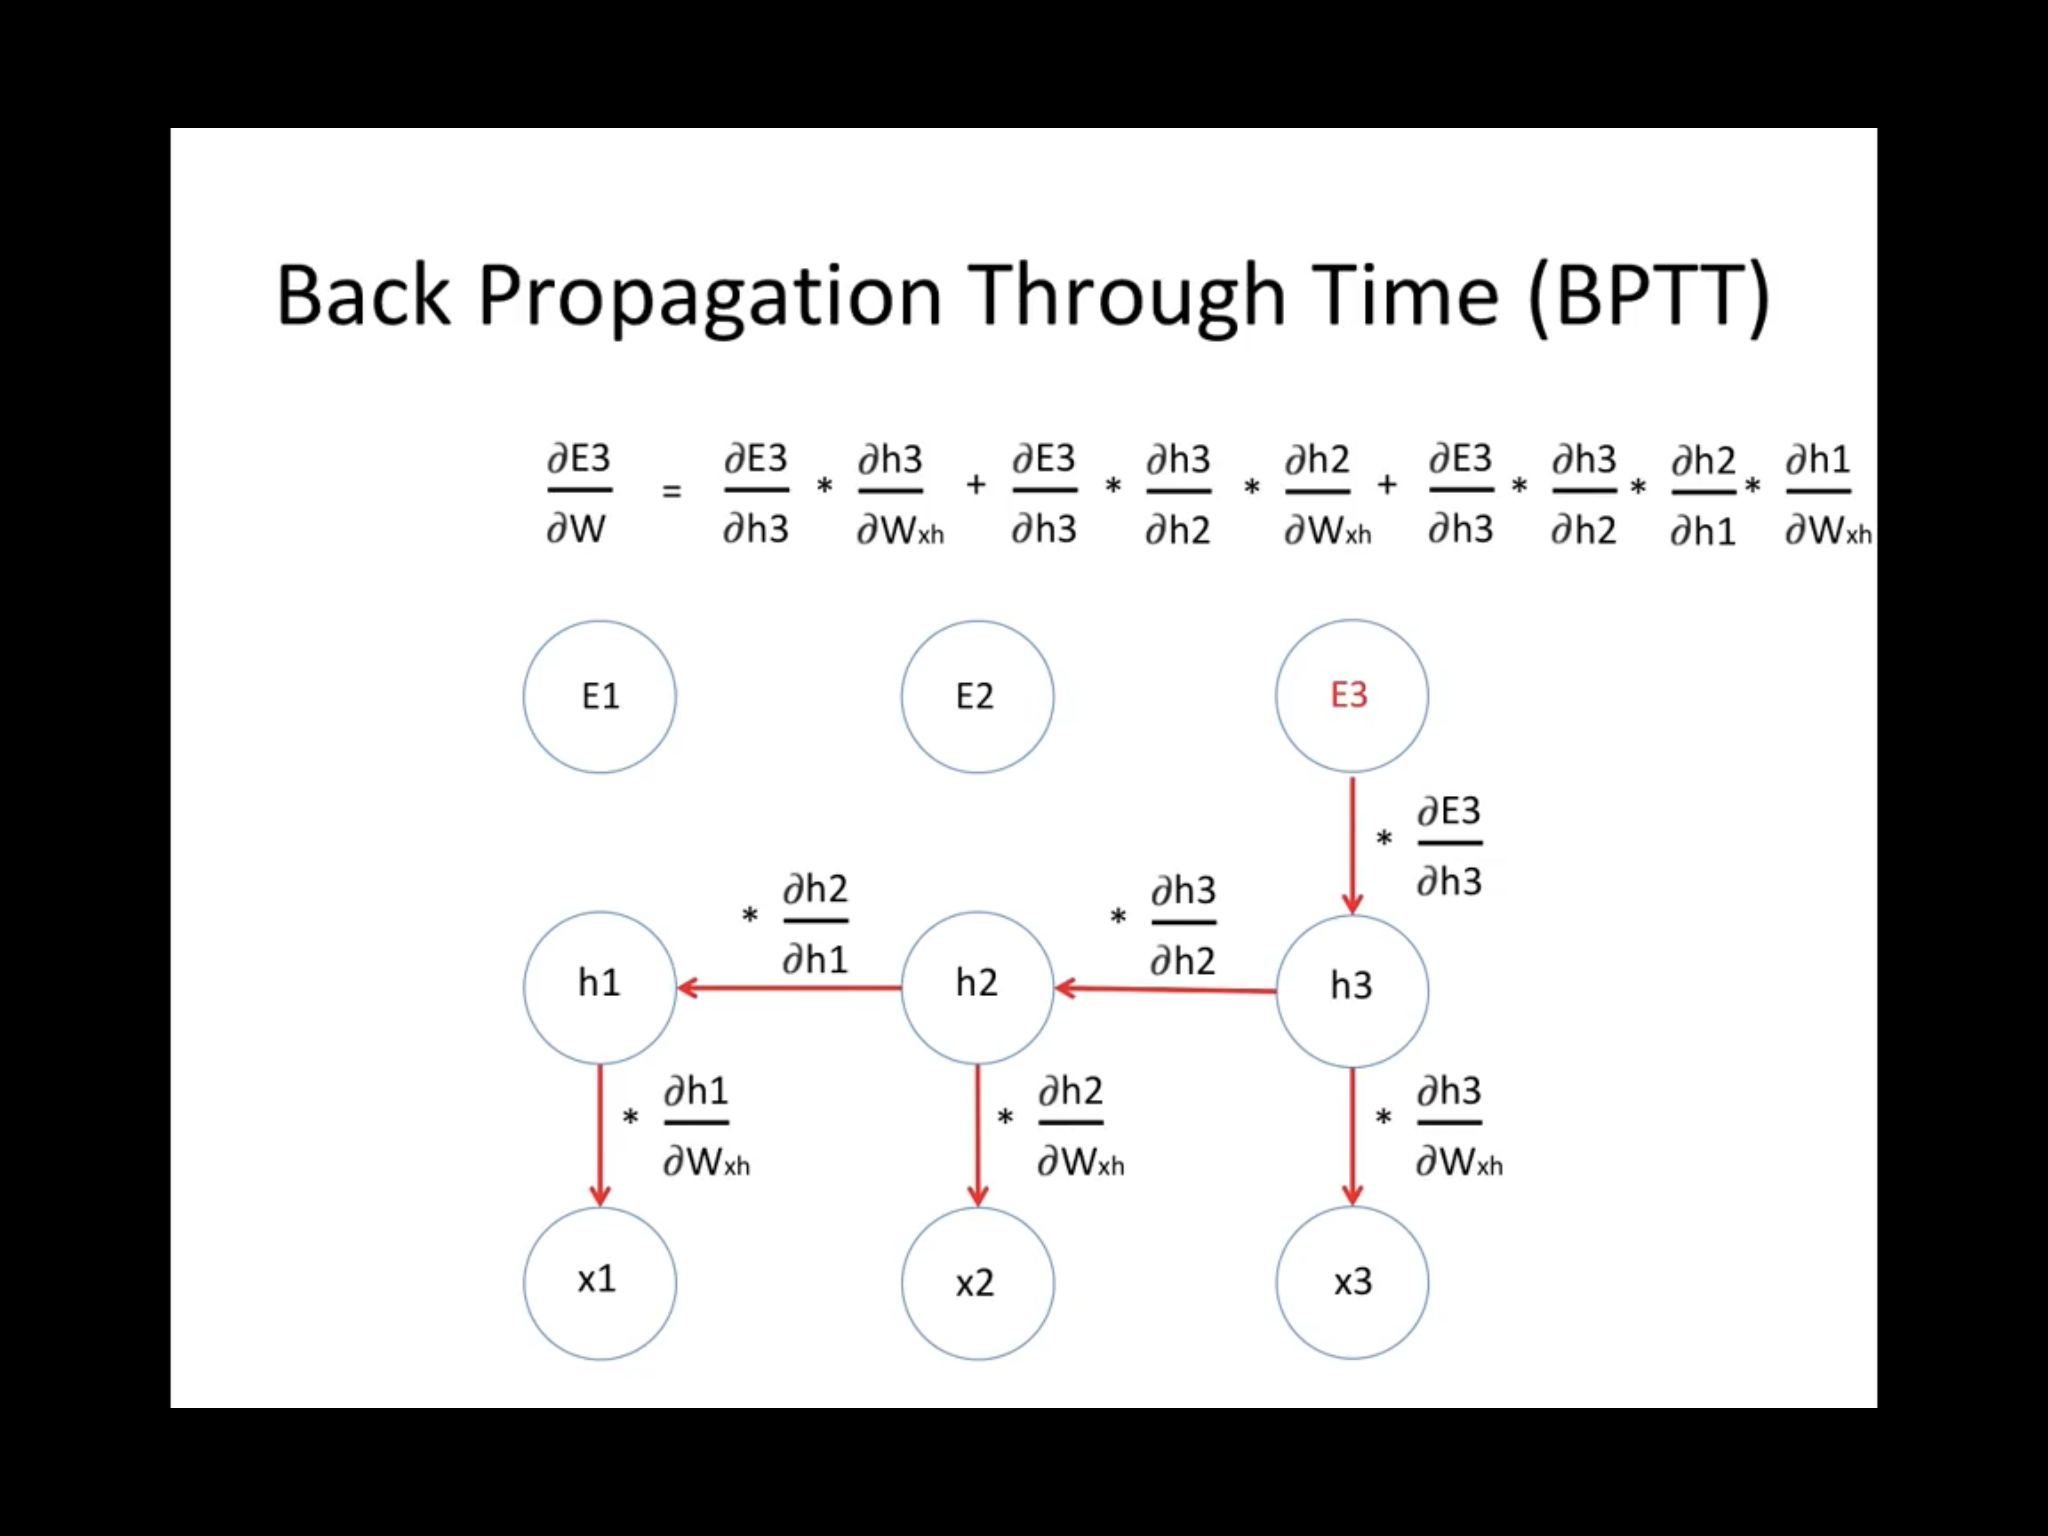 Back Propagation Through Time (BPTT)
∂E3 ∂E3 ∂h3 ∂E3 ∂h3 ∂h2 ∂E3 ∂h3 ∂h2 ∂h1
= * + * * + * * *
∂W ∂h3 ∂Wxh ∂h3 ∂h2 ∂Wxh ∂h3 ∂h2 ∂h1 ∂Wxh
E1 E2 E3
* ∂E3
∂h3
* ∂h2 * ∂h3
∂h1 ∂h2
h1 h2 h3
* ∂h1 * ∂h2 * ∂h3
∂Wxh ∂Wxh ∂Wxh
x1 x2 x3